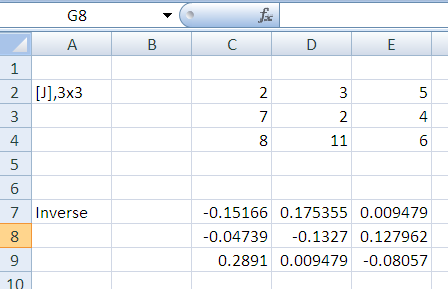 G8 fx
A B C D E
1
2 [J],3x3 2 3 5
3 7 2 4
4 8 11 6
5
6
7 Inverse -0.15166 0.175355 0.009479
8 -0.04739 -0.1327 0.127962
9 0.2891 0.009479 -0.08057
10